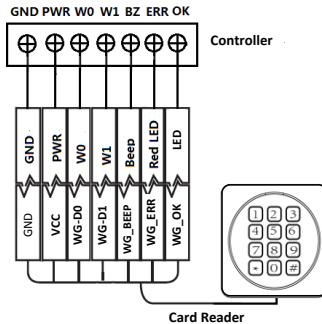 GND PWR W0 W1 BZ ERR OK
Controller
GND
PWR
W0
W1
Beep
Red LED
LED
GND
VCC
WG-D0
WG-D1
WG_BEEP
WG_ERR
WG_OK
1 2 3
4 5 6
7 8 9
* 0 #
Card Reader